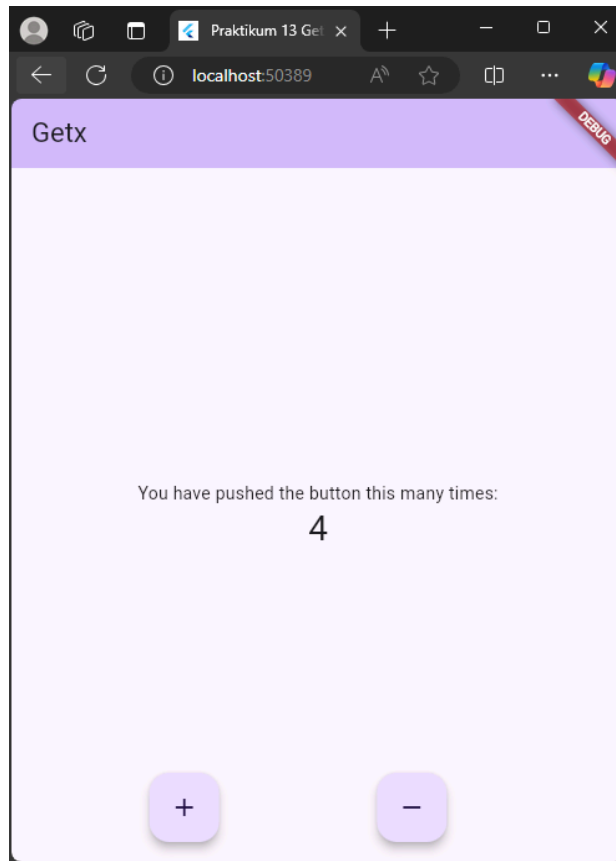 Praktikum 13 Get
localhost:50389
Getx
DEBUG
You have pushed the button this many times:
4
+
−